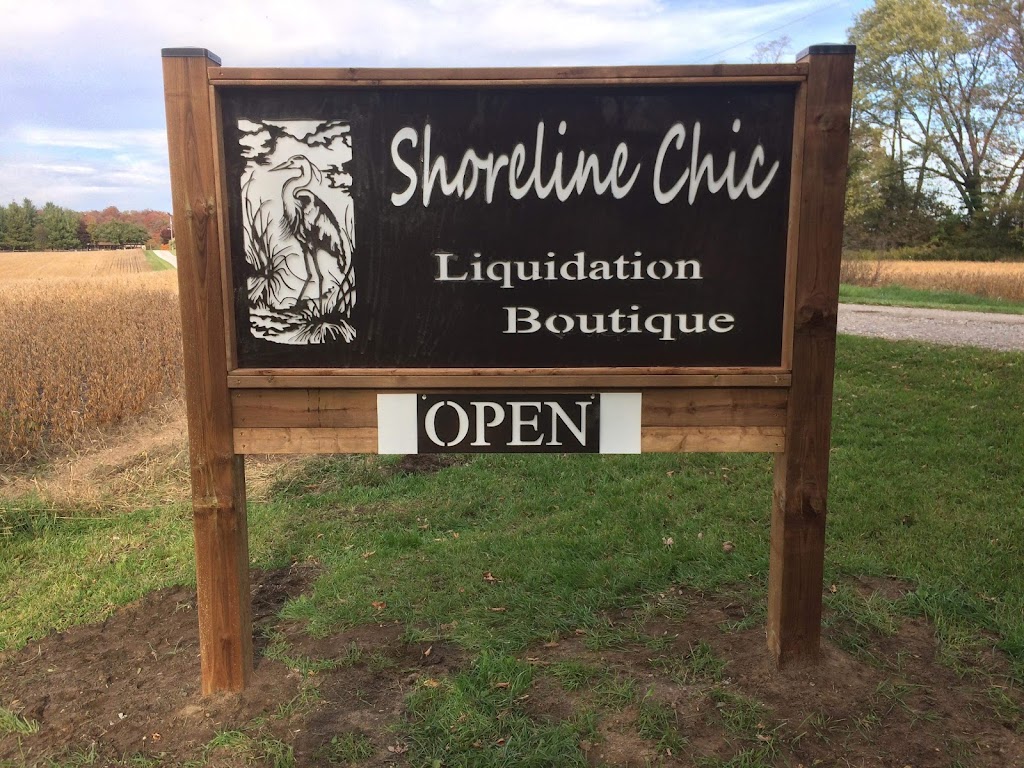 Shoreline Chic
Liquidation
Boutique
OPEN